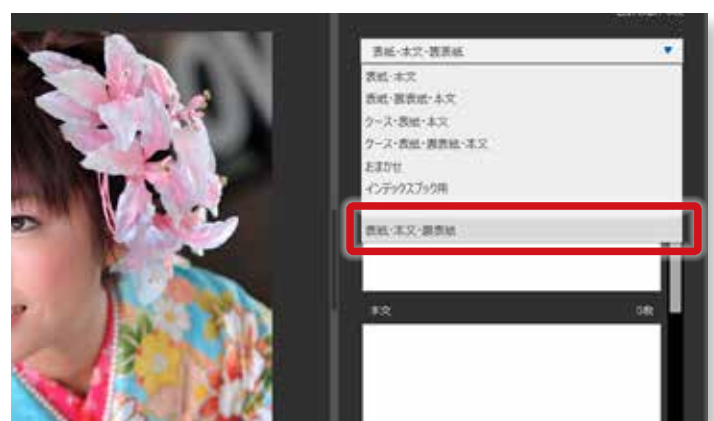 表紙・本文・裏表紙
表紙・本文
表紙・裏表紙・本文
ケース・表紙・本文
ケース・表紙・裏表紙・本文
おまかせ
インデックスブック用
表紙・本文・裏表紙
本文 0枚